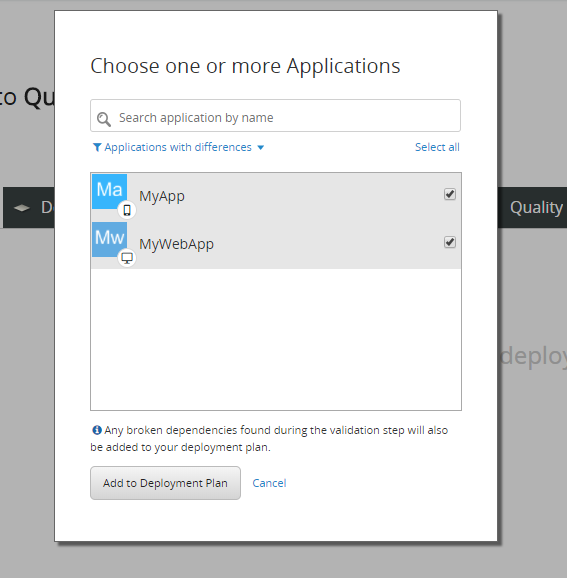 Choose one or more Applications
to Qu
Search application by name
Applications with differences
Select all
Ma
MyApp
D
Quality
Mw
MyWebApp
deploy
Any broken dependencies found during the validation step will also
be added to your deployment plan.
Add to Deployment Plan
Cancel